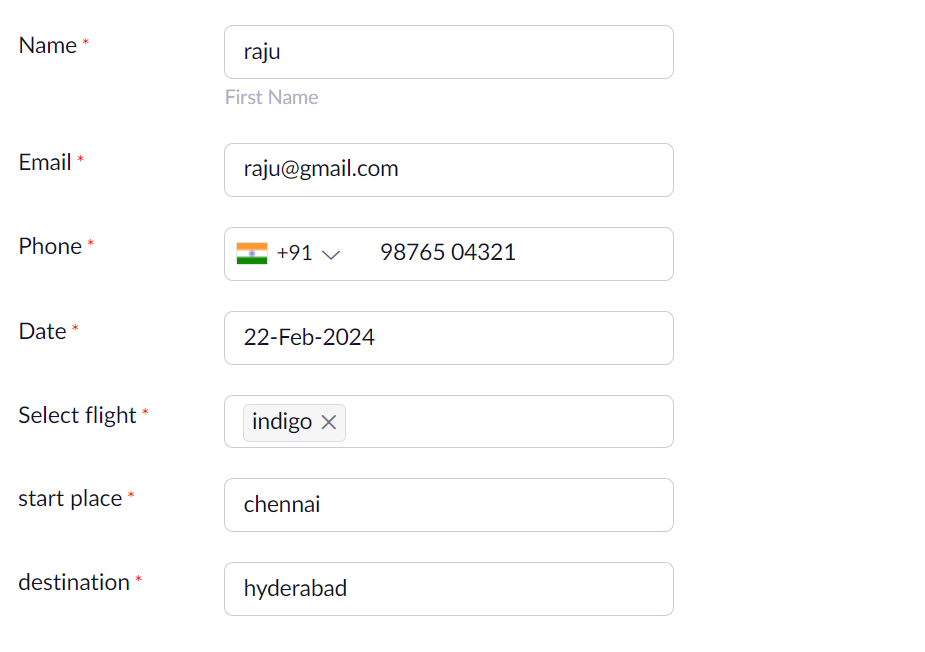 Name *
raju
First Name
Email *
raju@gmail.com
Phone *
+91 98765 04321
Date *
22-Feb-2024
Select flight *
indigo
start place *
chennai
destination *
hyderabad